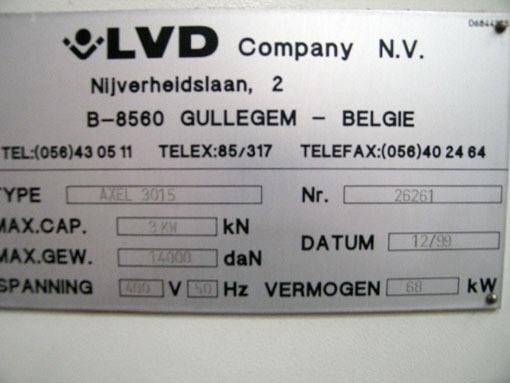 LVD Company N.V.
Nijverheidslaan, 2
B-8560 GULLEGEM - BELGIE
TEL:(056)43 05 11 TELEX:85/317 TELEFAX:(056)40 24 64
TYPE AXEL 3015 Nr. 26261
MAX.CAP. 3 KW kN
MAX.GEW. 14000 daN
DATUM 12/99
SPANNING 400 V 50 Hz VERMOGEN 68 kW